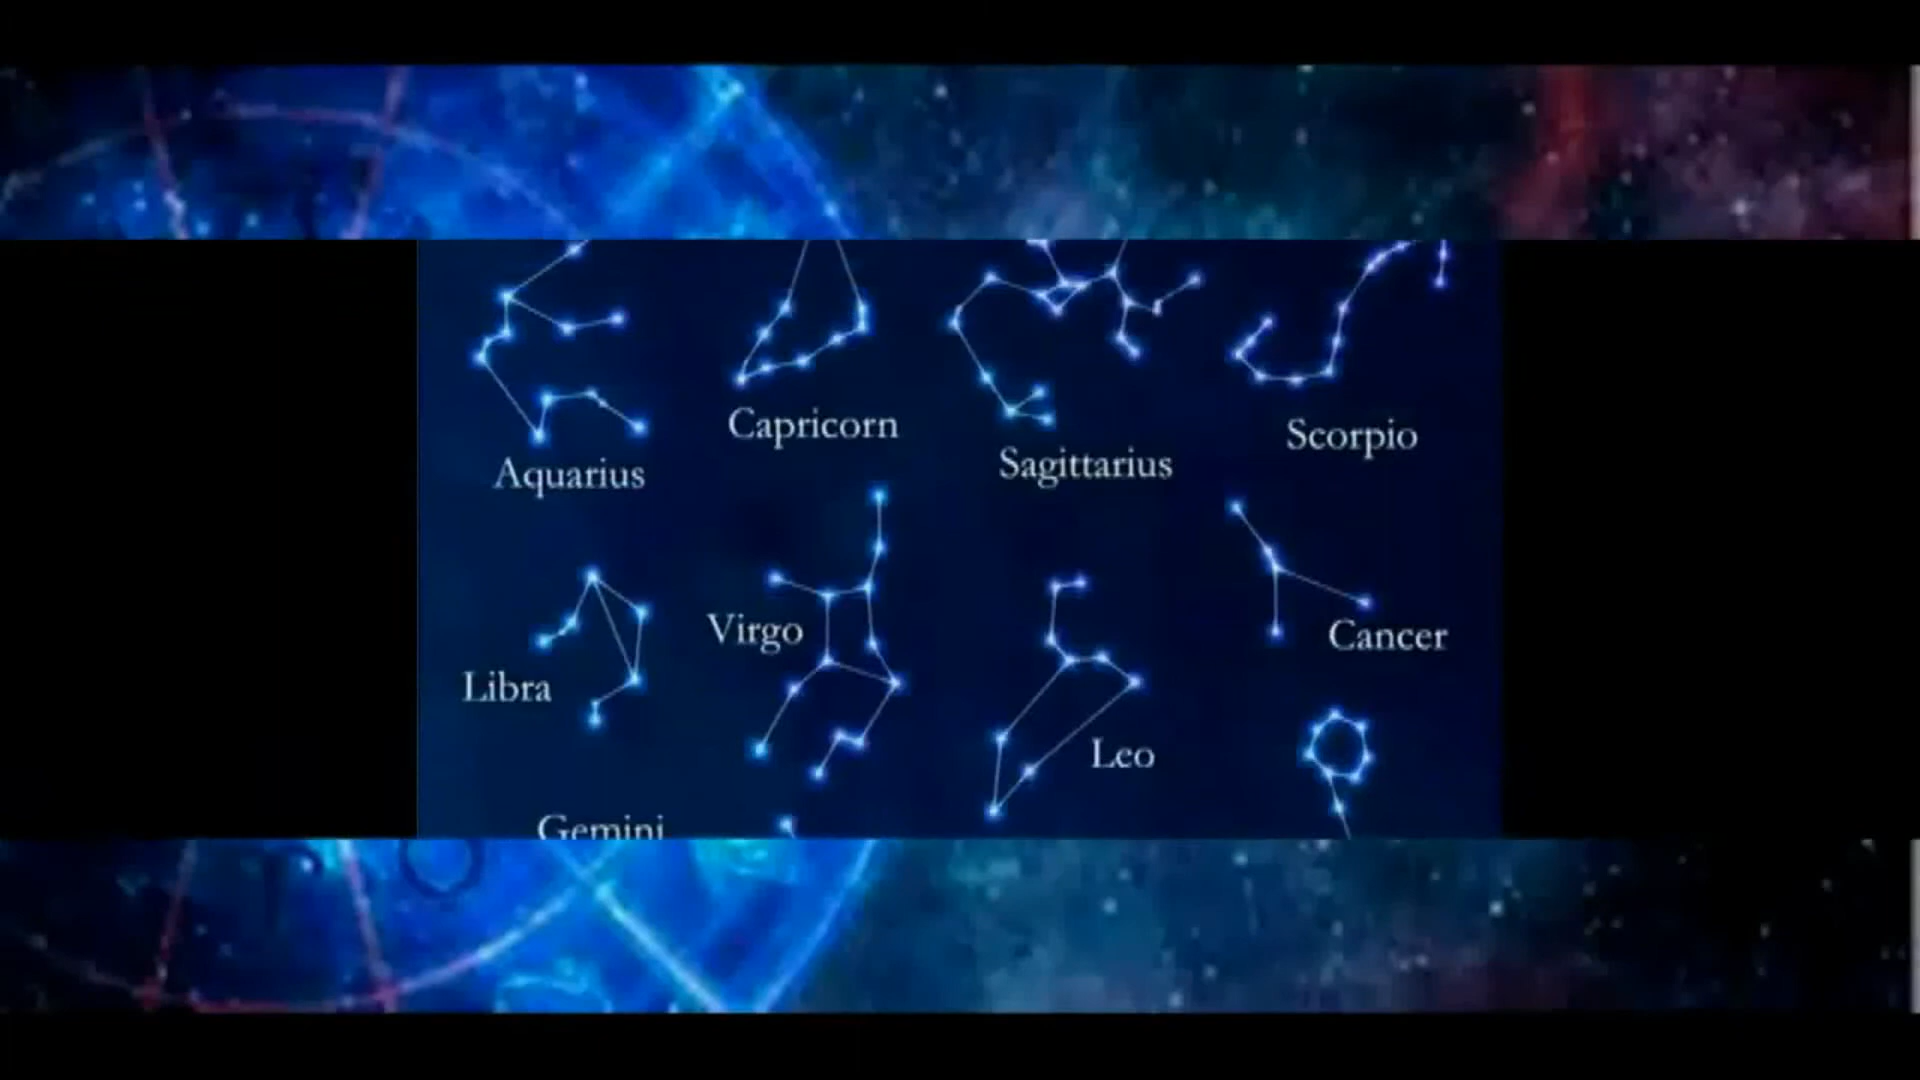 Capricorn
Scorpio
Sagittarius
Aquarius
Virgo
Cancer
Libra
Leo
Gemini